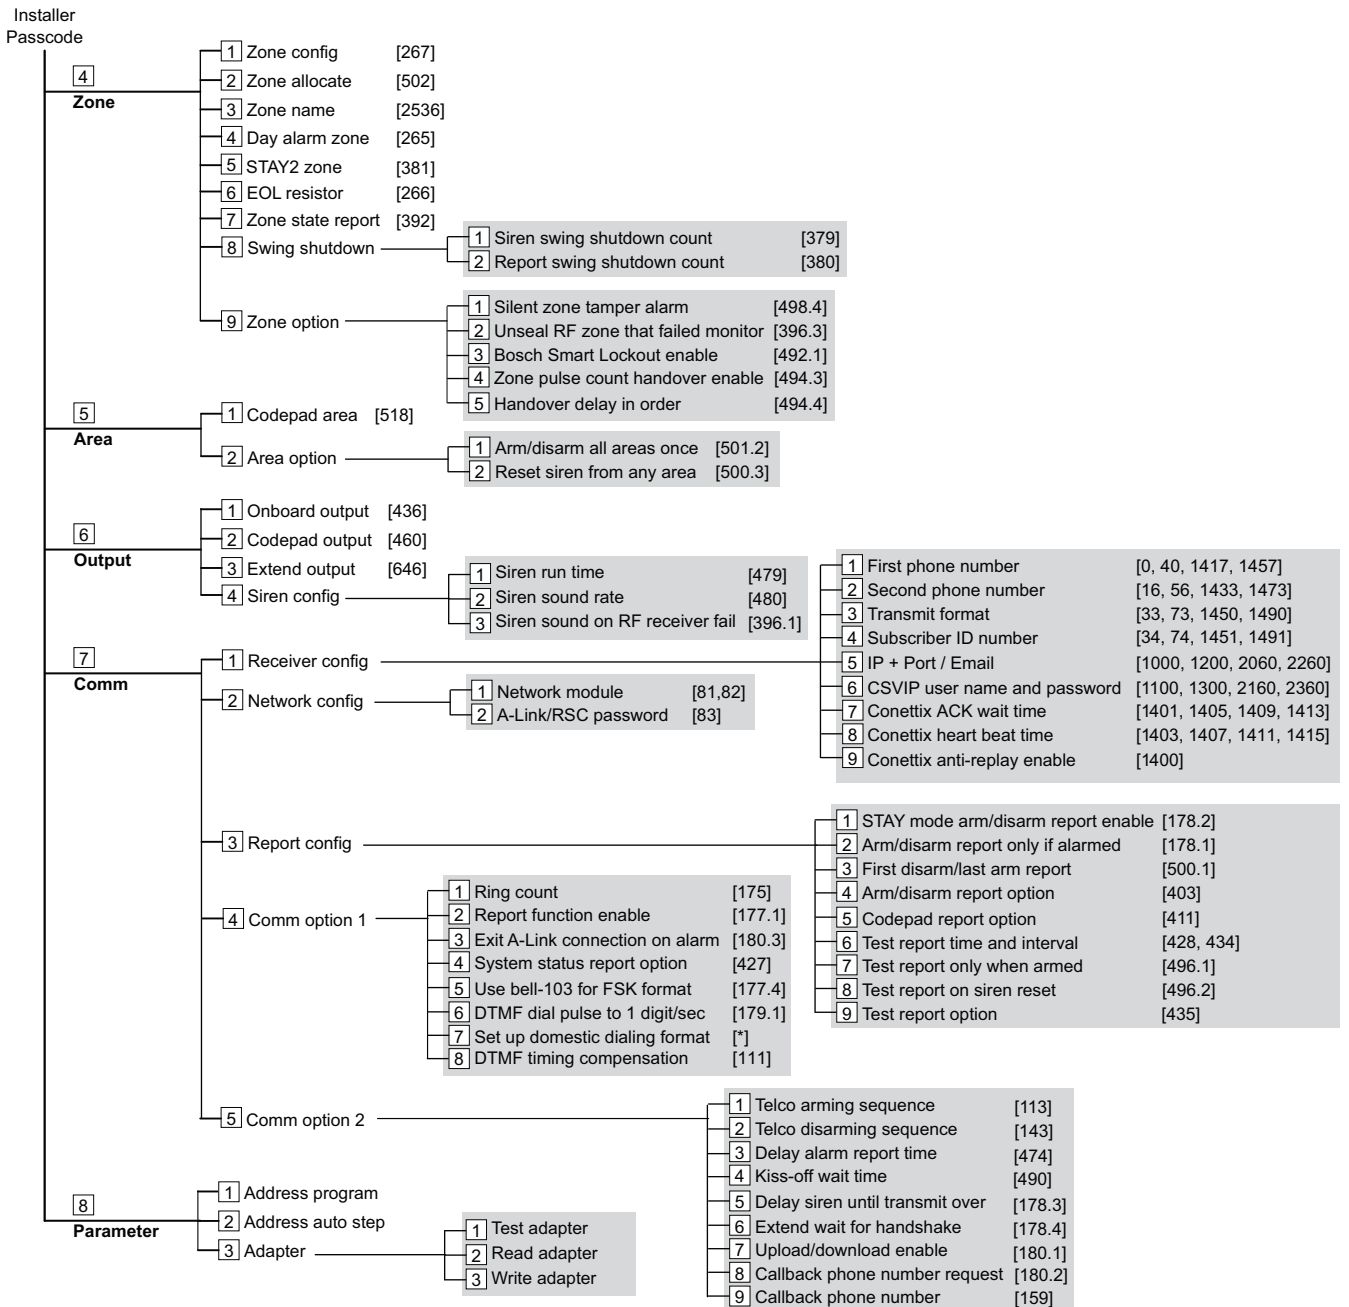 Installer
Passcode
4
Zone
1 Zone config [267]
2 Zone allocate [502]
3 Zone name [2536]
4 Day alarm zone [265]
5 STAY2 zone [381]
6 EOL resistor [266]
7 Zone state report [392]
8 Swing shutdown
1 Siren swing shutdown count [379]
2 Report swing shutdown count [380]
9 Zone option
1 Silent zone tamper alarm [498.4]
2 Unseal RF zone that failed monitor [396.3]
3 Bosch Smart Lockout enable [492.1]
4 Zone pulse count handover enable [494.3]
5 Handover delay in order [494.4]
5
Area
1 Codepad area [518]
2 Area option
1 Arm/disarm all areas once [501.2]
2 Reset siren from any area [500.3]
6
Output
1 Onboard output [436]
2 Codepad output [460]
3 Extend output [646]
4 Siren config
1 Siren run time [479]
2 Siren sound rate [480]
3 Siren sound on RF receiver fail [396.1]
7
Comm
1 Receiver config
1 First phone number [0, 40, 1417, 1457]
2 Second phone number [16, 56, 1433, 1473]
3 Transmit format [33, 73, 1450, 1490]
4 Subscriber ID number [34, 74, 1451, 1491]
5 IP + Port / Email [1000, 1200, 2060, 2260]
6 CSVIP user name and password [1100, 1300, 2160, 2360]
7 Conettix ACK wait time [1401, 1405, 1409, 1413]
8 Conettix heart beat time [1403, 1407, 1411, 1415]
9 Conettix anti-replay enable [1400]
2 Network config
1 Network module [81,82]
2 A-Link/RSC password [83]
3 Report config
1 STAY mode arm/disarm report enable [178.2]
2 Arm/disarm report only if alarmed [178.1]
3 First disarm/last arm report [500.1]
4 Arm/disarm report option [403]
5 Codepad report option [411]
6 Test report time and interval [428, 434]
7 Test report only when armed [496.1]
8 Test report on siren reset [496.2]
9 Test report option [435]
4 Comm option 1
1 Ring count [175]
2 Report function enable [177.1]
3 Exit A-Link connection on alarm [180.3]
4 System status report option [427]
5 Use bell-103 for FSK format [177.4]
6 DTMF dial pulse to 1 digit/sec [179.1]
7 Set up domestic dialing format [*]
8 DTMF timing compensation [111]
5 Comm option 2
1 Telco arming sequence [113]
2 Telco disarming sequence [143]
3 Delay alarm report time [474]
4 Kiss-off wait time [490]
5 Delay siren until transmit over [178.3]
6 Extend wait for handshake [178.4]
7 Upload/download enable [180.1]
8 Callback phone number request [180.2]
9 Callback phone number [159]
8
Parameter
1 Address program
2 Address auto step
3 Adapter
1 Test adapter
2 Read adapter
3 Write adapter